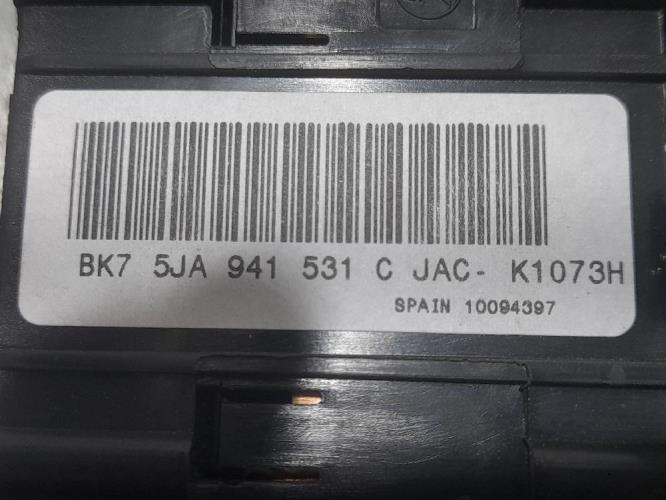 BK7 5JA 941 531 C JAC- K1073H
SPAIN 10094397